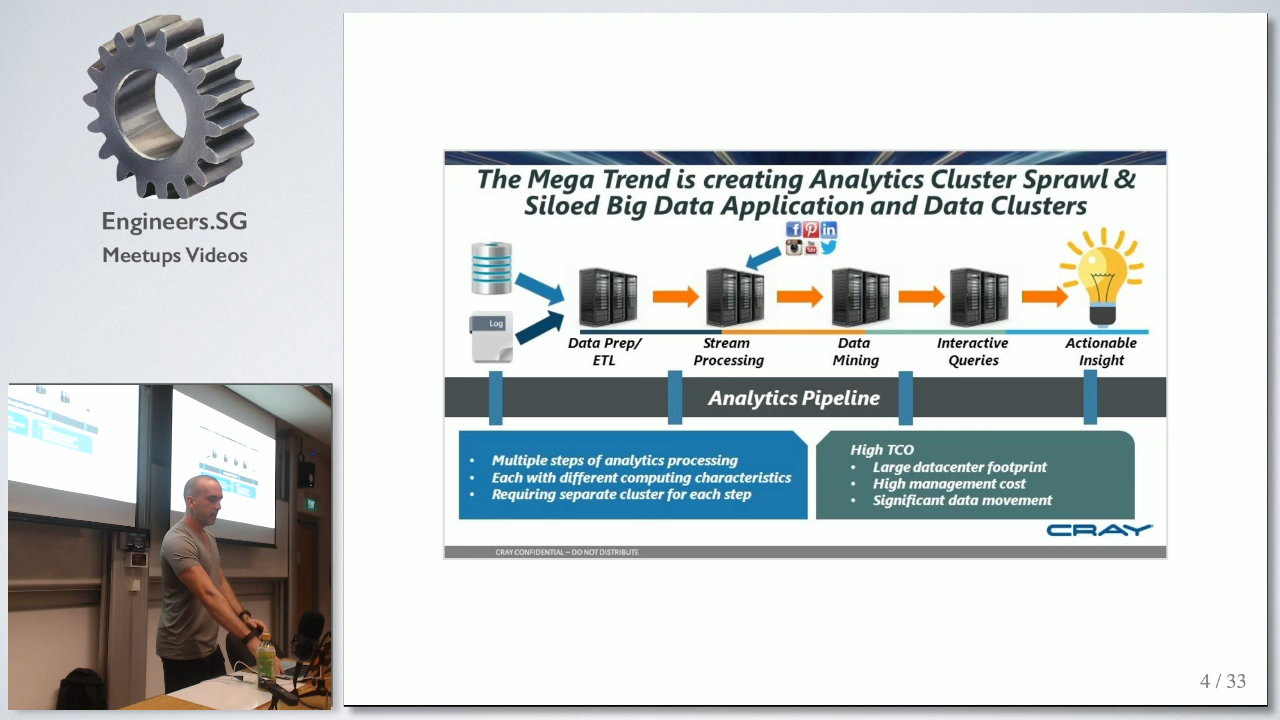 Engineers.SG
Meetups Videos
The Mega Trend is creating Analytics Cluster Sprawl &
Siloed Big Data Application and Data Clusters
Log
Data Prep/
ETL
Stream
Processing
Data
Mining
Interactive
Queries
Actionable
Insight
Analytics Pipeline
• Multiple steps of analytics processing
• Each with different computing characteristics
• Requiring separate cluster for each step
High TCO
• Large datacenter footprint
• High management cost
• Significant data movement
CRAY
CRAY CONFIDENTIAL – DO NOT DISTRIBUTE
4 / 33